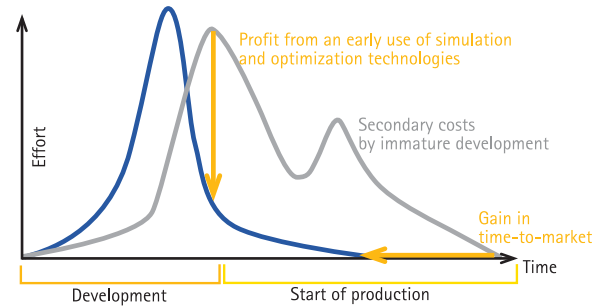 Profit from an early use of simulation
and optimization technologies
Effort
Secondary costs
by immature development
Gain in
time-to-market
Time
Development
Start of production